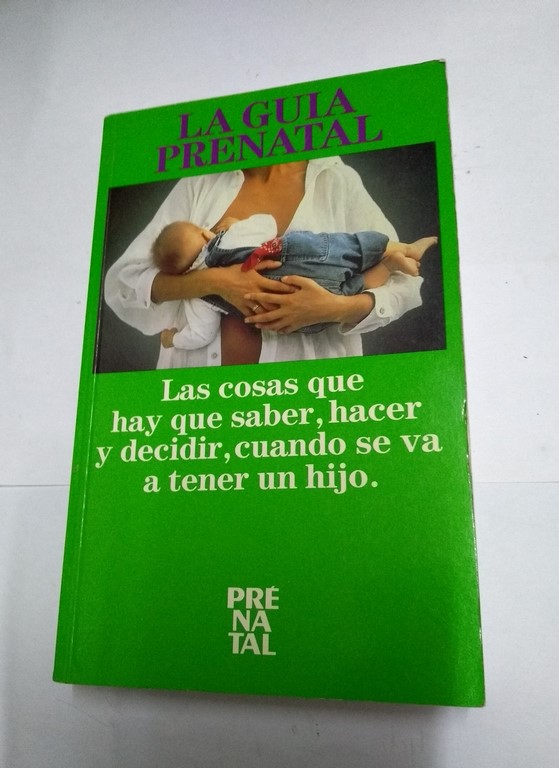 LA GUIA
PRENATAL
Las cosas que
hay que saber, hacer
y decidir, cuando se va
a tener un hijo.
PRÉ
NA
TAL